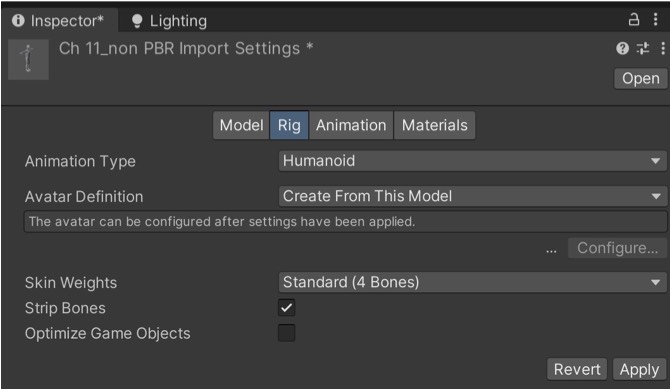 Inspector*
Lighting
Ch 11_non PBR Import Settings *
Open
Model Rig Animation Materials
Animation Type Humanoid
Avatar Definition Create From This Model
The avatar can be configured after settings have been applied.
... Configure...
Skin Weights Standard (4 Bones)
Strip Bones
Optimize Game Objects
Revert Apply